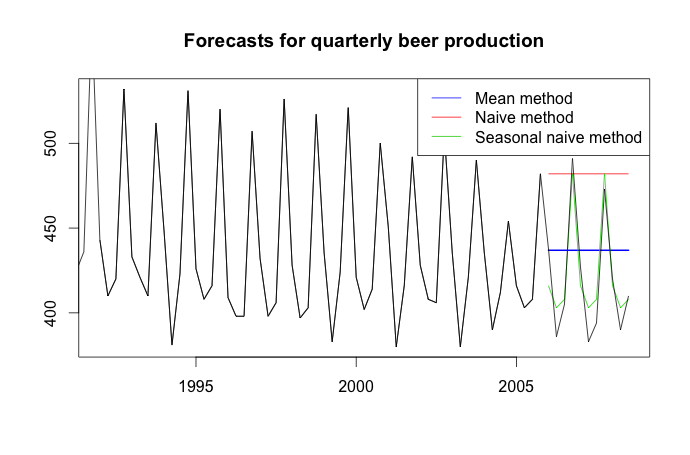 Forecasts for quarterly beer production
Mean method
Naive method
Seasonal naive method
500
450
400
1995
2000
2005